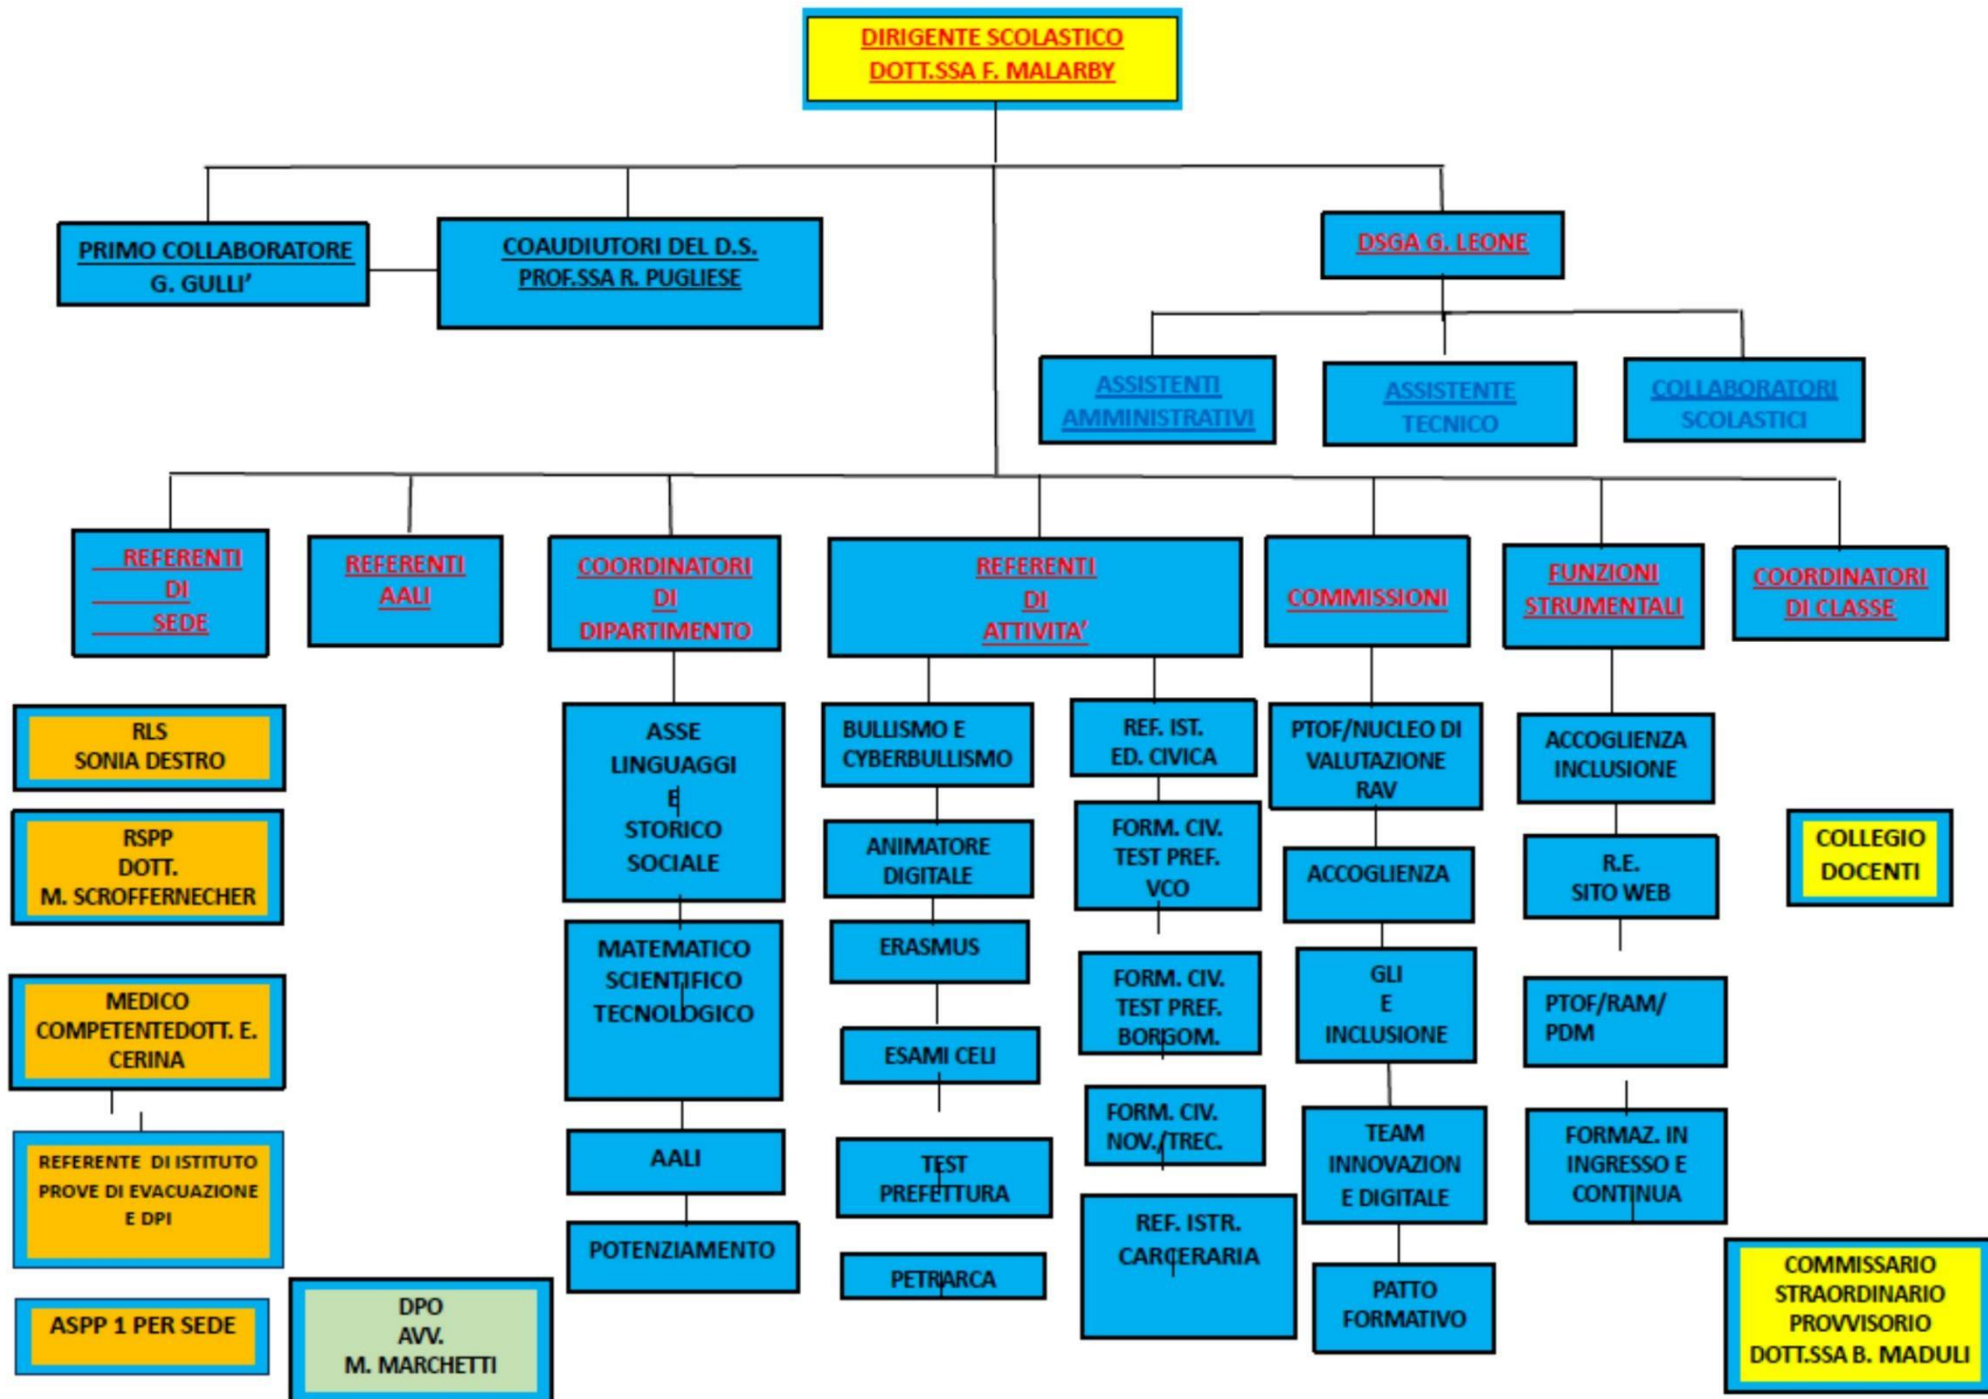 DIRIGENTE SCOLASTICO
DOTT.SSA F. MALARBY
PRIMO COLLABORATORE
G. GULLI’
COAUDIUTORI DEL D.S.
PROF.SSA R. PUGLIESE
DSGA G. LEONE
ASSISTENTI
AMMINISTRATIVI
ASSISTENTE
TECNICO
COLLABORATORI
SCOLASTICI
REFERENTI
DI
SEDE
REFERENTI
AALI
COORDINATORI
DI
DIPARTIMENTO
REFERENTI
DI
ATTIVITA’
COMMISSIONI
FUNZIONI
STRUMENTALI
COORDINATORI
DI CLASSE
RLS
SONIA DESTRO
RSPP
DOTT.
M. SCROFFERNECHER
MEDICO
COMPETENTEDOTT. E.
CERINA
REFERENTE DI ISTITUTO
PROVE DI EVACUAZIONE
E DPI
ASPP 1 PER SEDE
DPO
AVV.
M. MARCHETTI
ASSE
LINGUAGGI
E
STORICO
SOCIALE
MATEMATICO
SCIENTIFICO
TECNOLOGICO
AALI
POTENZIAMENTO
BULLISMO E
CYBERBULLISMO
ANIMATORE
DIGITALE
ERASMUS
ESAMI CELI
TEST
PREFETTURA
PETRARCA
REF. IST.
ED. CIVICA
FORM. CIV.
TEST PREF.
VCO
FORM. CIV.
TEST PREF.
BORGOM.
FORM. CIV.
NOV./TREC.
REF. ISTR.
CARCERARIA
PTOF/NUCLEO DI
VALUTAZIONE
RAV
ACCOGLIENZA
GLI
E
INCLUSIONE
TEAM
INNOVAZION
E DIGITALE
PATTO
FORMATIVO
ACCOGLIENZA
INCLUSIONE
R.E.
SITO WEB
PTOF/RAM/
PDM
FORMAZ. IN
INGRESSO E
CONTINUA
COLLEGIO
DOCENTI
COMMISSARIO
STRAORDINARIO
PROVVISORIO
DOTT.SSA B. MADULI